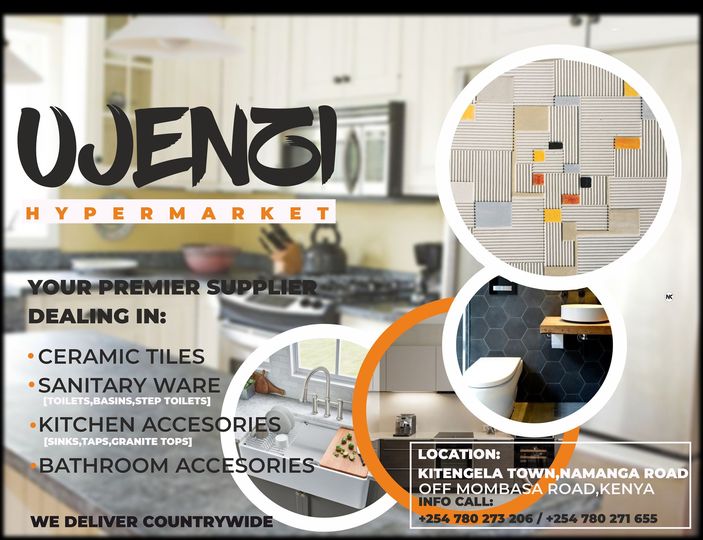 UJENZI
HYPERMARKET
YOUR PREMIER SUPPLIER
DEALING IN:
• CERAMIC TILES
• SANITARY WARE
[TOILETS,BASINS,STEP TOILETS]
• KITCHEN ACCESORIES
[SINKS,TAPS,GRANITE TOPS]
• BATHROOM ACCESORIES
WE DELIVER COUNTRYWIDE
NK
LOCATION:
KITENGELA TOWN,NAMANGA ROAD
OFF MOMBASA ROAD,KENYA
INFO CALL:
+254 780 273 206 / +254 780 271 655